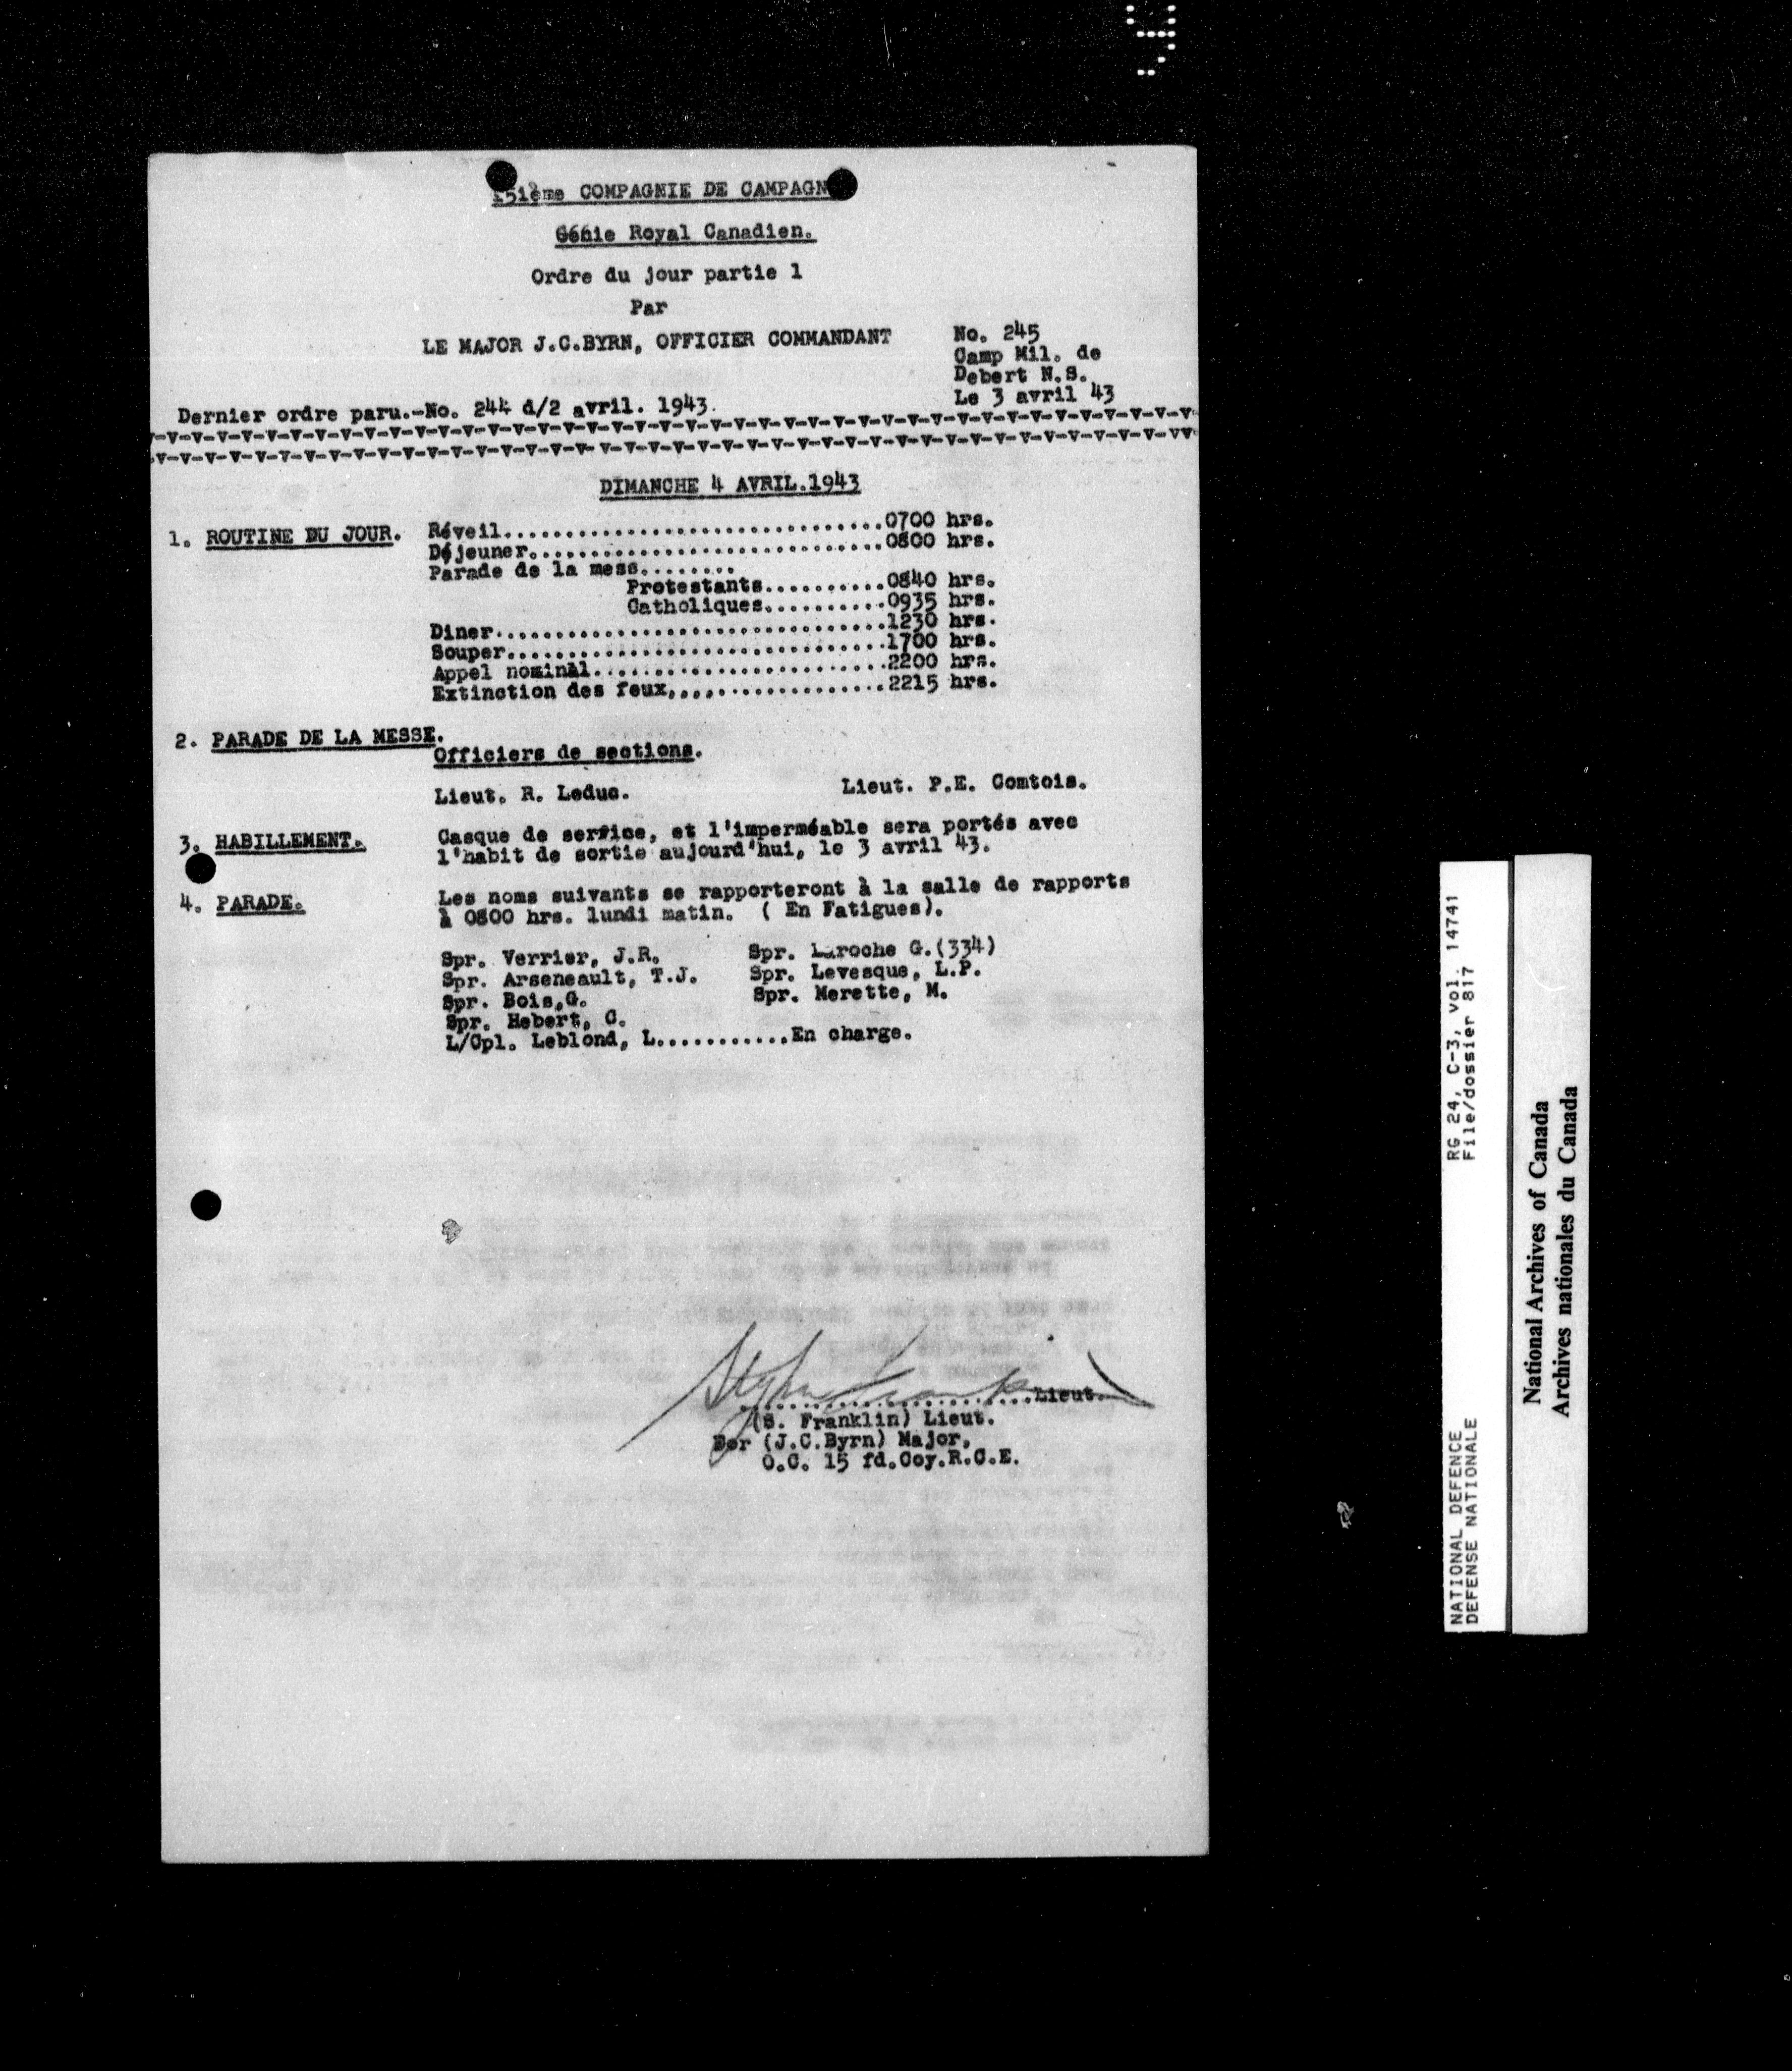 15ième COMPAGNIE DE CAMPAGN
Génie Royal Canadien.
Ordre du jour partie 1
Par
LE MAJOR J.C.BYRN, OFFICIER COMMANDANT
No. 245
Camp Mil. de
Debert N.S.
Le 3 avril 43
Dernier ordre paru.-No. 244 d/2 avril. 1943.
DIMANCHE 4 AVRIL.1943
1. ROUTINE DU JOUR. Réveil................................0700 hrs.
Déjeuner..............................0800 hrs.
Parade de la mess........
Protestants..........0840 hrs.
Catholiques..........0935 hrs.
Diner.................................1230 hrs.
Souper................................1700 hrs.
Appel nominal.........................2200 hrs.
Extinction des feux,,,,...............2215 hrs.
2. PARADE DE LA MESSE.
Officiers de sections.
Lieut. R. Leduc. Lieut. P.E. Comtois.
3. HABILLEMENT. Casque de service, et l'imperméable sera portés avec
l'habit de sortie aujourd'hui, le 3 avril 43.
4. PARADE. Les noms suivants se rapporteront à la salle de rapports
à 0800 hrs. lundi matin. ( En Fatigues).
Spr. Verrier, J.R. Spr. Laroche G.(334)
Spr. Arseneault, T.J. Spr. Levesque, L.P.
Spr. Bois,G. Spr. Merette, M.
Spr. Hebert, C.
L/Cpl. Leblond, L...........En charge.
.........................Lieut.
(S. Franklin) Lieut.
Por (J.C.Byrn) Major,
O.C. 15 fd.Coy.R.C.E.
RG 24, C-3, vol. 14741
File/dossier 817
NATIONAL DEFENCE
DEFENSE NATIONALE
National Archives of Canada
Archives nationales du Canada